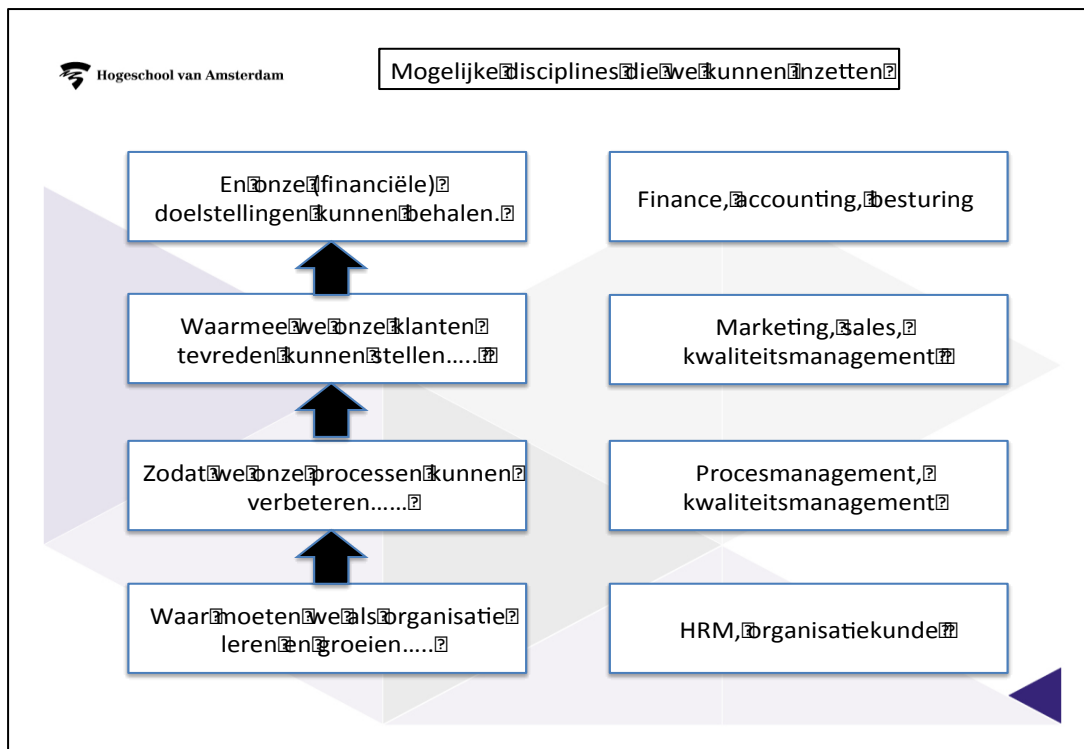 Hogeschool van Amsterdam
Mogelijke disciplines die we kunnen inzetten
En onze (financiële)
doelstellingen kunnen behalen.
Finance, accounting, besturing
Waarmee we onze klanten
tevreden kunnen stellen…..
Marketing, sales,
kwaliteitsmanagement
Zodat we onze processen kunnen
verbeteren……
Procesmanagement,
kwaliteitsmanagement
Waar moeten we als organisatie
leren en groeien…..
HRM, organisatiekunde